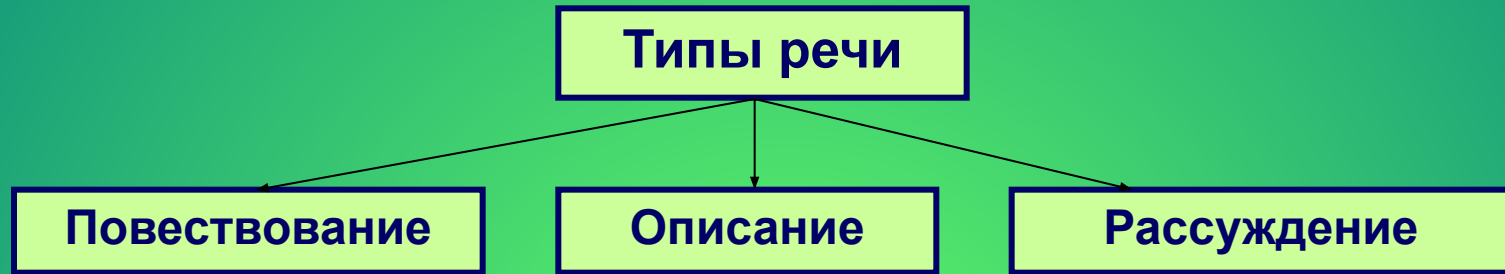 Типы речи
Повествование
Описание
Рассуждение